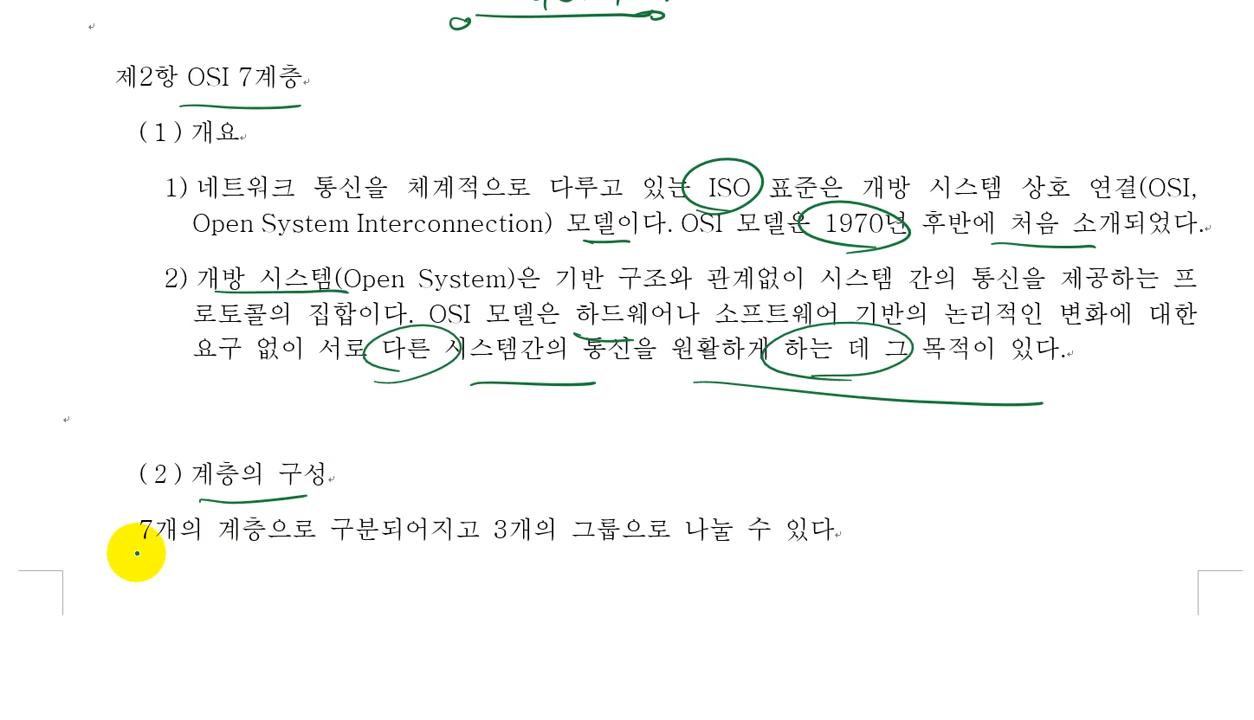 제2항 OSI 7계층
(1) 개요
1) 네트워크 통신을 체계적으로 다루고 있는 ISO 표준은 개방 시스템 상호 연결(OSI,
Open System Interconnection) 모델이다. OSI 모델은 1970년 후반에 처음 소개되었다.
2) 개방 시스템(Open System)은 기반 구조와 관계없이 시스템 간의 통신을 제공하는 프
로토콜의 집합이다. OSI 모델은 하드웨어나 소프트웨어 기반의 논리적인 변화에 대한
요구 없이 서로 다른 시스템간의 통신을 원활하게 하는 데 그 목적이 있다.
(2) 계층의 구성
7개의 계층으로 구분되어지고 3개의 그룹으로 나눌 수 있다.